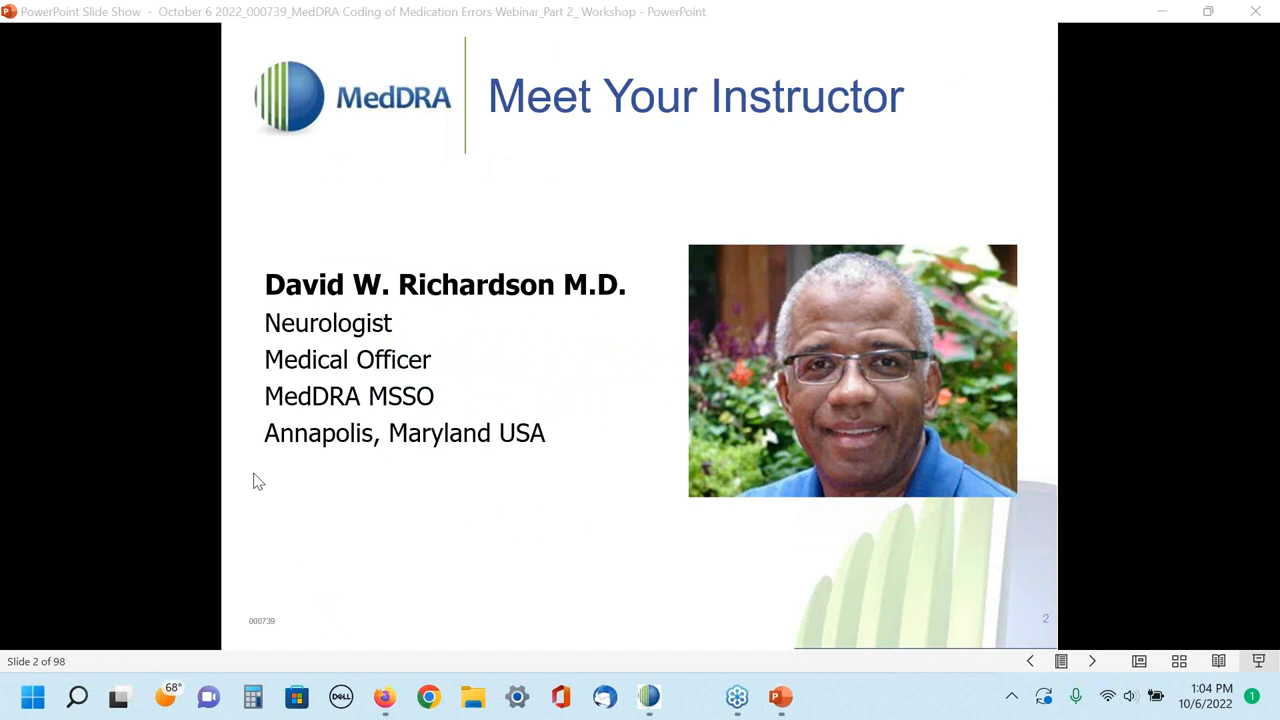 PowerPoint Slide Show - October 6 2022_000739_MedDRA Coding of Medication Errors Webinar_Part 2_ Workshop - PowerPoint
MedDRA
Meet Your Instructor
David W. Richardson M.D.
Neurologist
Medical Officer
MedDRA MSSO
Annapolis, Maryland USA
000739
2
Slide 2 of 98
68°
DELL
1:04 PM
10/6/2022
1